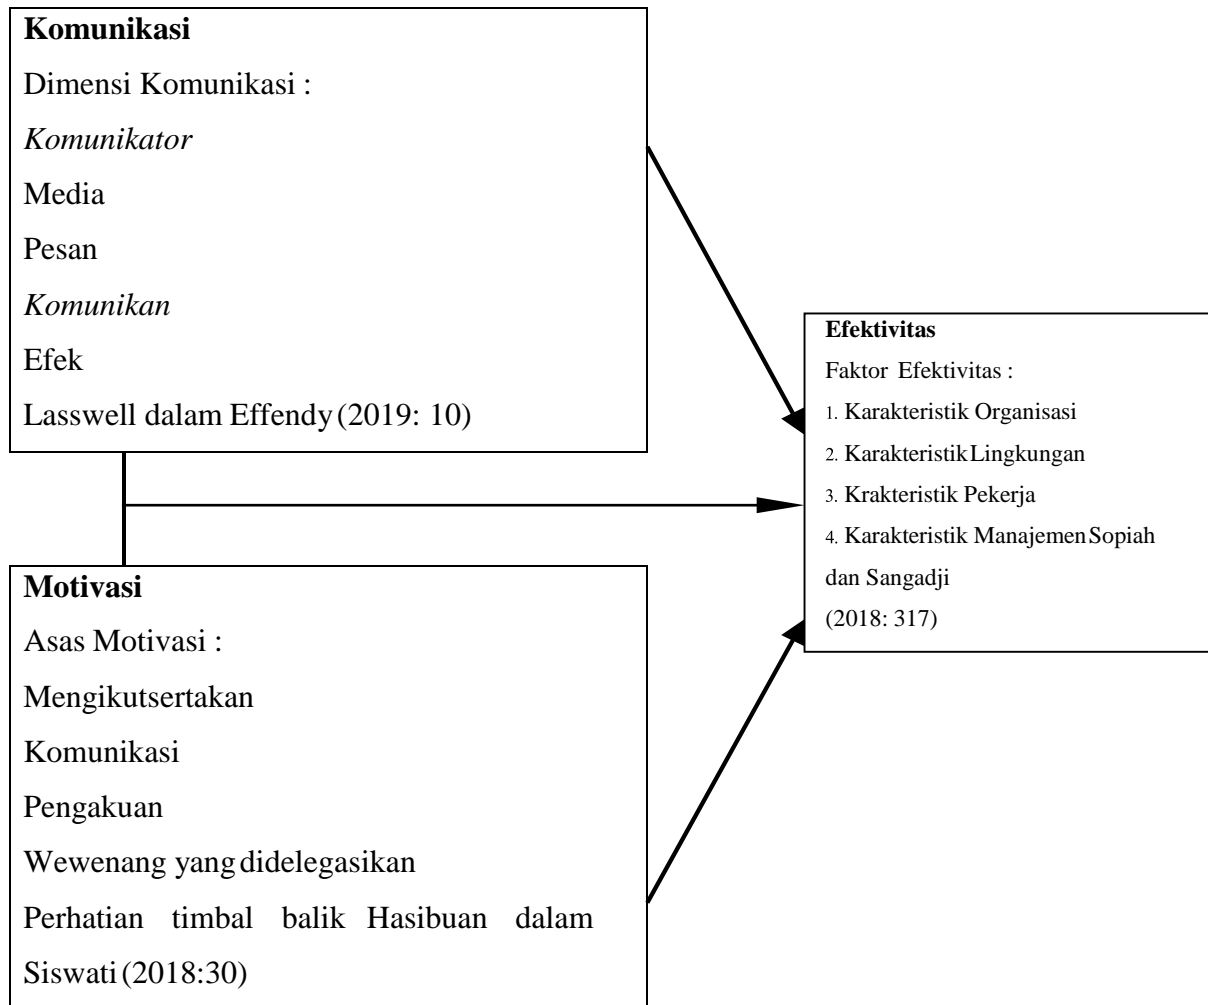 Komunikasi
Dimensi Komunikasi :
Komunikator
Media
Pesan
Komunikan
Efek
Lasswell dalam Effendy (2019: 10)
Efektivitas
Faktor Efektivitas :
1. Karakteristik Organisasi
2. Karakteristik Lingkungan
3. Krakteristik Pekerja
4. Karakteristik Manajemen Sopiah
dan Sangadji
(2018: 317)
Motivasi
Asas Motivasi :
Mengikutsertakan
Komunikasi
Pengakuan
Wewenang yang didelegasikan
Perhatian timbal balik Hasibuan dalam
Siswati (2018:30)